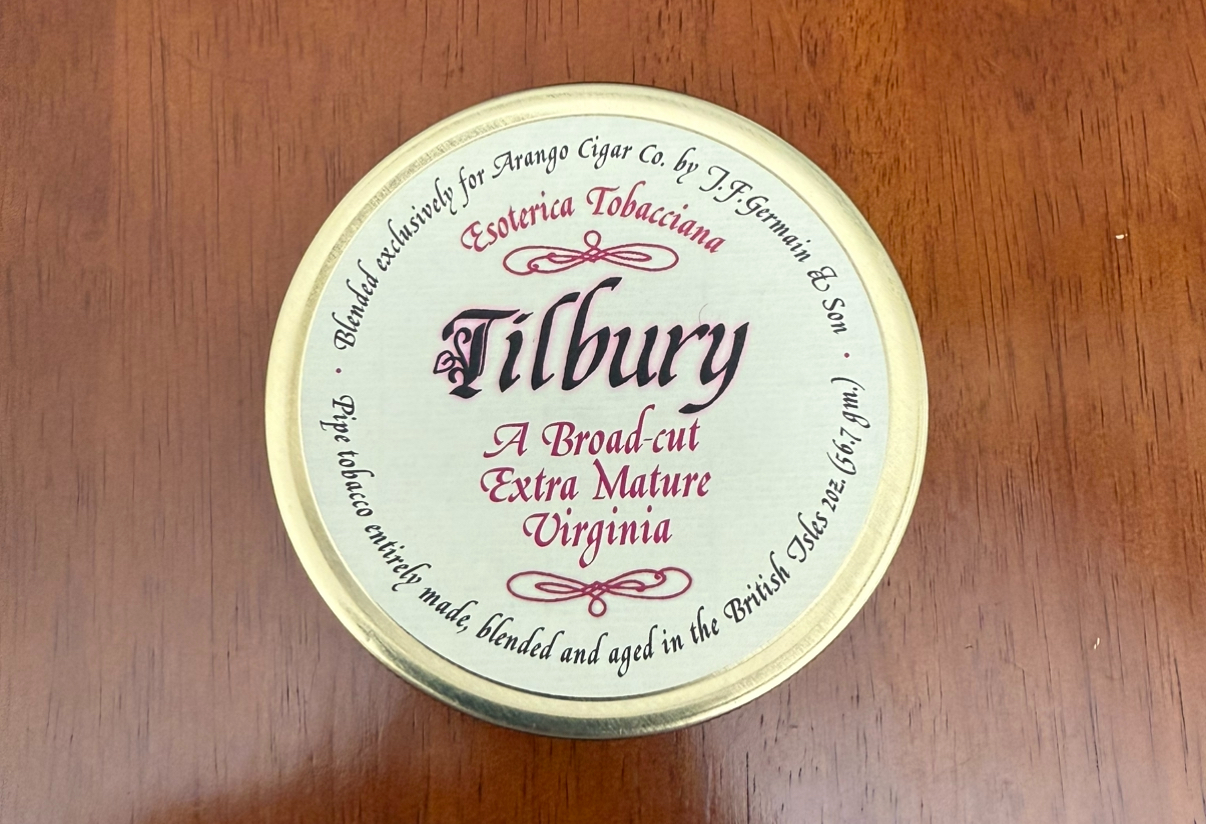 Blended exclusively for Arango Cigar Co. by J.F.Germain & Son
Esoterica Tobacciana
Tilbury
A Broad-cut
Extra Mature
Virginia
Pipe tobacco entirely made, blended and aged in the British Isles 2oz. (56.7 gm.)